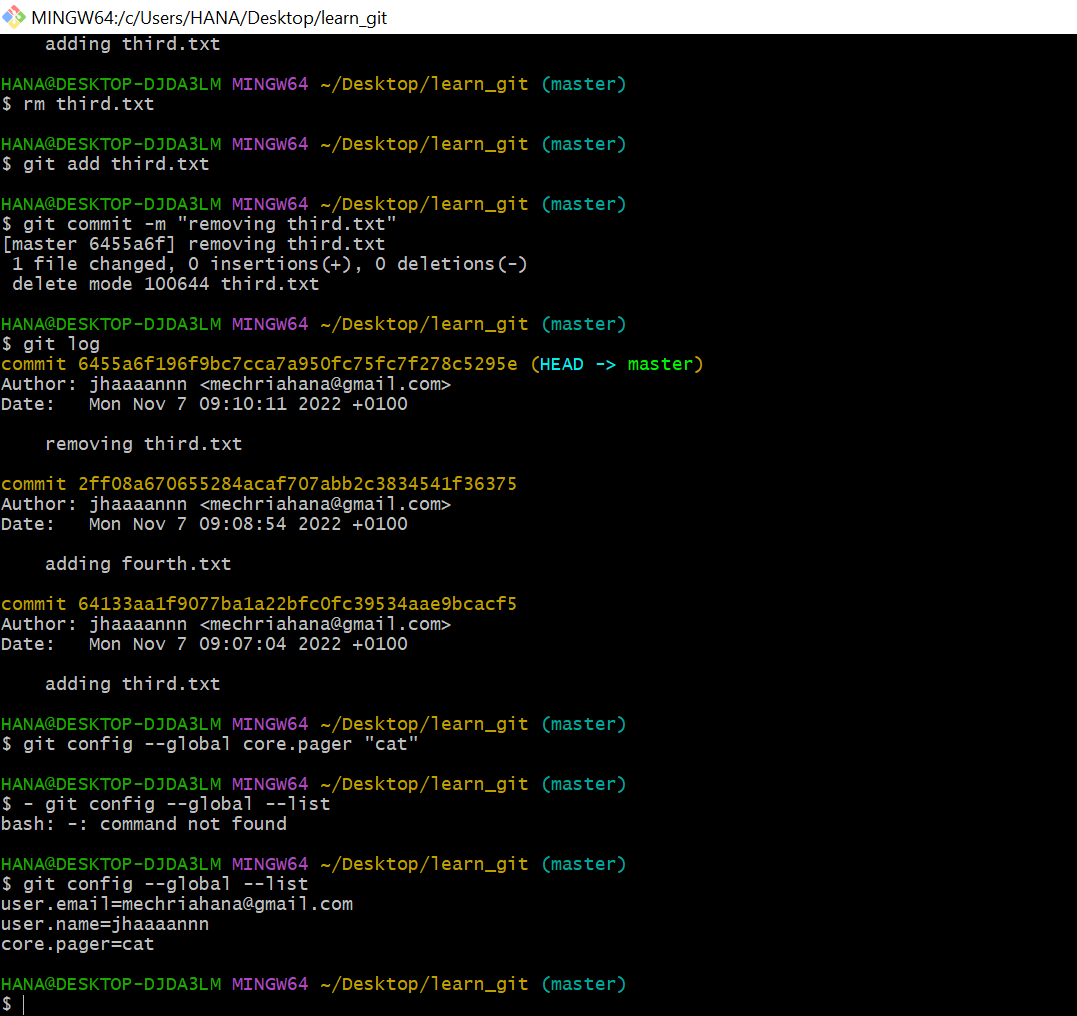 MINGW64:/c/Users/HANA/Desktop/learn_git
    adding third.txt
HANA@DESKTOP-DJDA3LM MINGW64 ~/Desktop/learn_git (master)
$ rm third.txt
HANA@DESKTOP-DJDA3LM MINGW64 ~/Desktop/learn_git (master)
$ git add third.txt
HANA@DESKTOP-DJDA3LM MINGW64 ~/Desktop/learn_git (master)
$ git commit -m "removing third.txt"
[master 6455a6f] removing third.txt
 1 file changed, 0 insertions(+), 0 deletions(-)
 delete mode 100644 third.txt
HANA@DESKTOP-DJDA3LM MINGW64 ~/Desktop/learn_git (master)
$ git log
commit 6455a6f196f9bc7cca7a950fc75fc7f278c5295e (HEAD -> master)
Author: jhaaaannn <mechriahana@gmail.com>
Date:   Mon Nov 7 09:10:11 2022 +0100
    removing third.txt
commit 2ff08a670655284acaf707abb2c3834541f36375
Author: jhaaaannn <mechriahana@gmail.com>
Date:   Mon Nov 7 09:08:54 2022 +0100
    adding fourth.txt
commit 64133aa1f9077ba1a22bfc0fc39534aae9bcacf5
Author: jhaaaannn <mechriahana@gmail.com>
Date:   Mon Nov 7 09:07:04 2022 +0100
    adding third.txt
HANA@DESKTOP-DJDA3LM MINGW64 ~/Desktop/learn_git (master)
$ git config --global core.pager "cat"
HANA@DESKTOP-DJDA3LM MINGW64 ~/Desktop/learn_git (master)
$ - git config --global --list
bash: -: command not found
HANA@DESKTOP-DJDA3LM MINGW64 ~/Desktop/learn_git (master)
$ git config --global --list
user.email=mechriahana@gmail.com
user.name=jhaaaannn
core.pager=cat
HANA@DESKTOP-DJDA3LM MINGW64 ~/Desktop/learn_git (master)
$